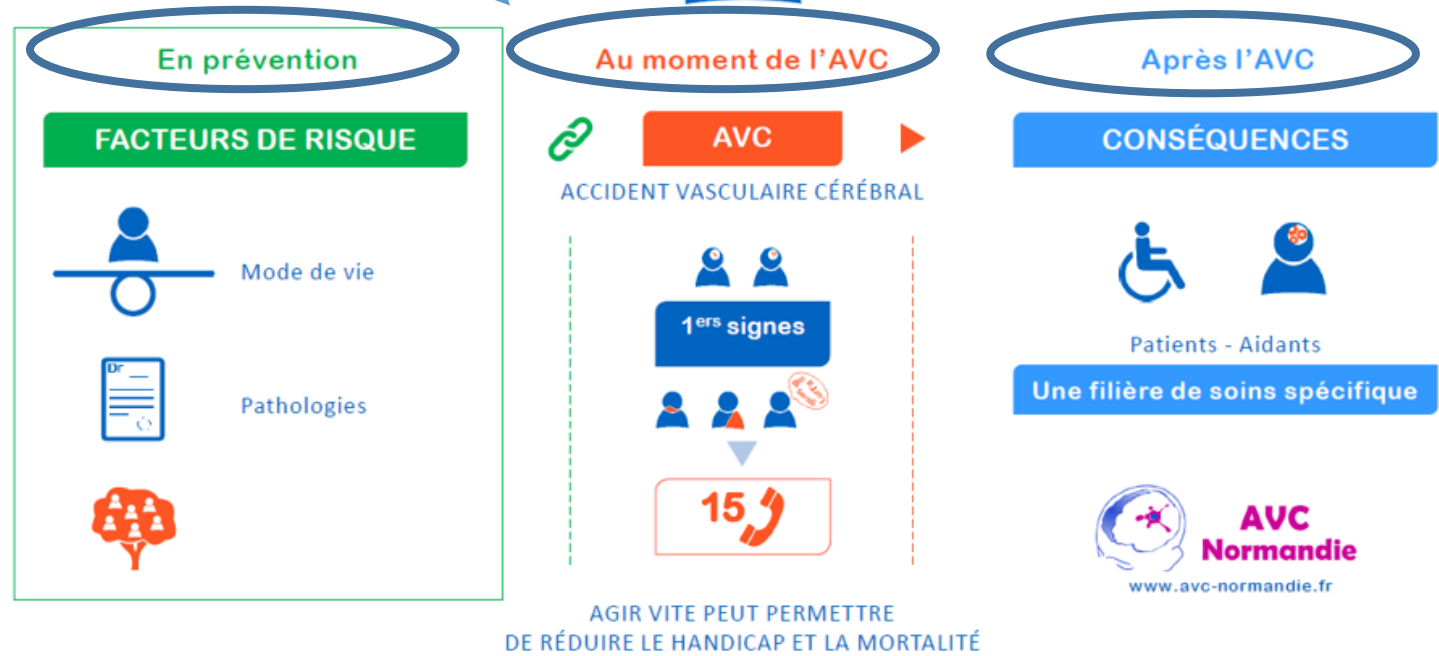 En prévention
FACTEURS DE RISQUE
Mode de vie
Dr
Pathologies
Au moment de l'AVC
AVC
ACCIDENT VASCULAIRE CÉRÉBRAL
1ers signes
15
AGIR VITE PEUT PERMETTRE
DE RÉDUIRE LE HANDICAP ET LA MORTALITÉ
Après l'AVC
CONSÉQUENCES
Patients - Aidants
Une filière de soins spécifique
AVC
Normandie
www.avc-normandie.fr